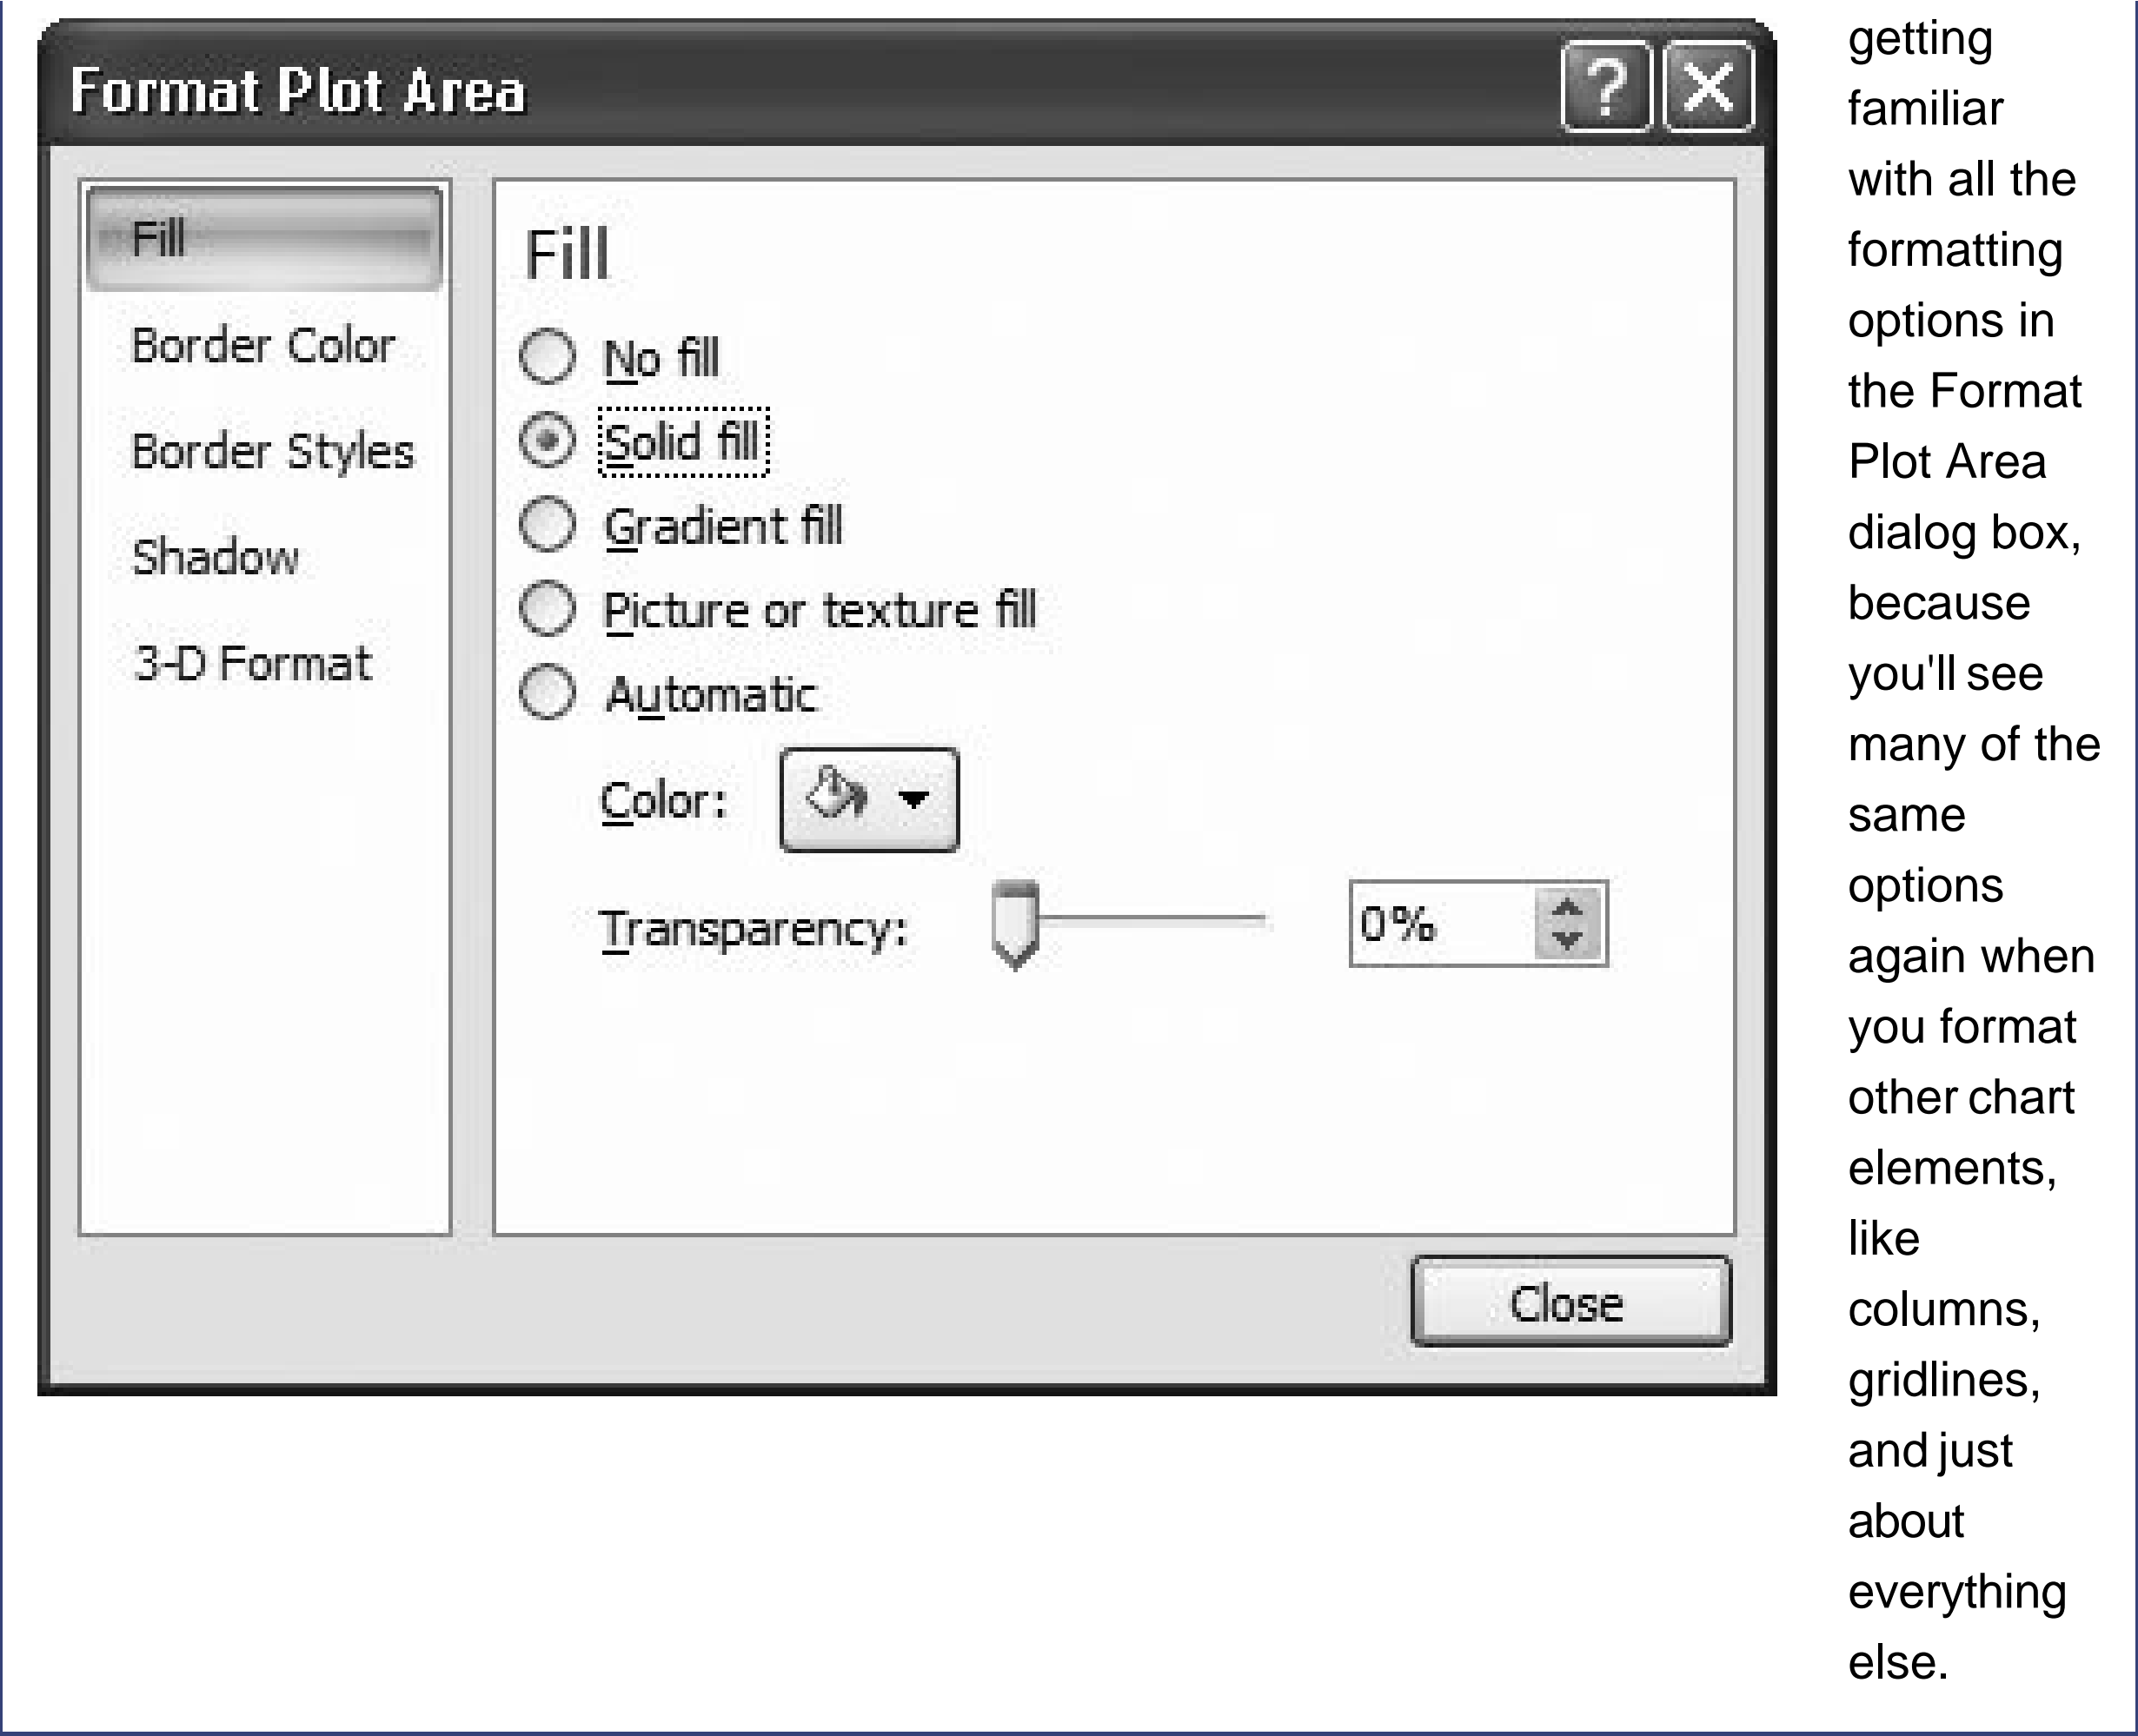 Format Plot Area
Fill
Border Color
Border Styles
Shadow
3-D Format
Fill
No fill
Solid fill
Gradient fill
Picture or texture fill
Automatic
Color:
Transparency:
0%
Close
getting
familiar
with all the
formatting
options in
the Format
Plot Area
dialog box,
because
you'll see
many of the
same
options
again when
you format
other chart
elements,
like
columns,
gridlines,
and just
about
everything
else.